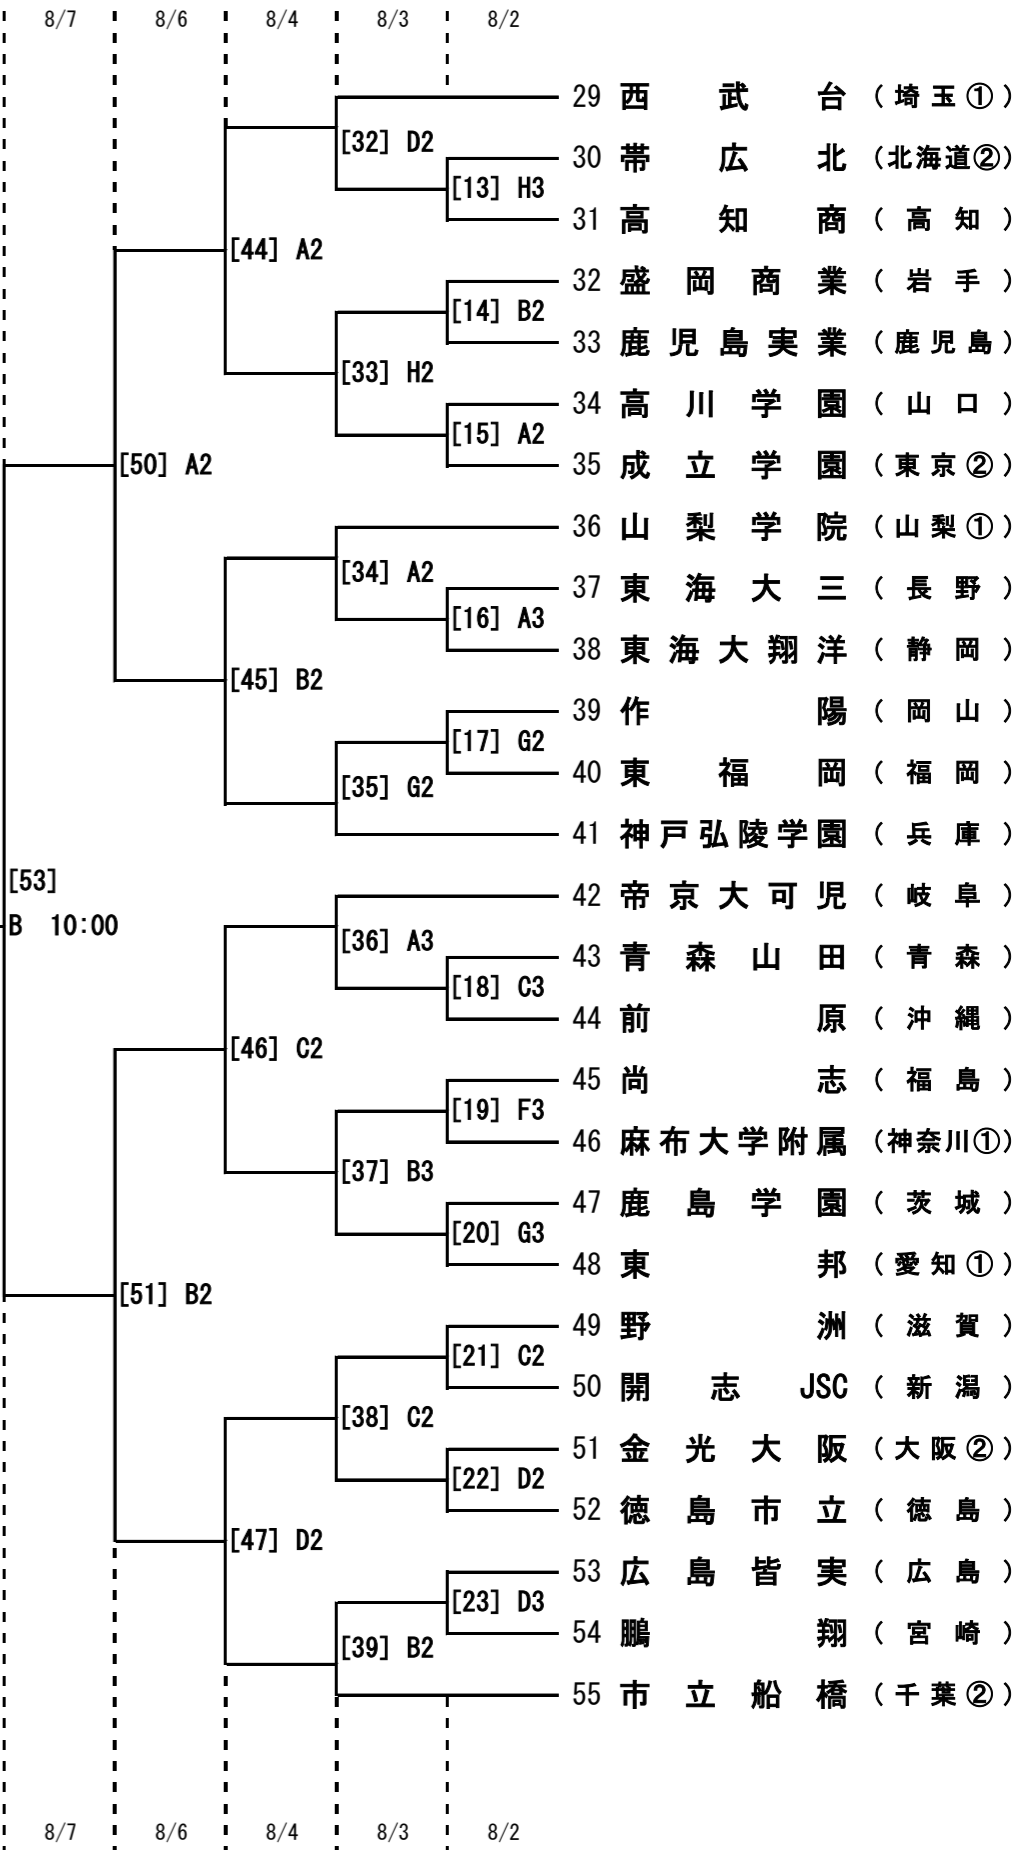 8/7 8/6 8/4 8/3 8/2
29 西武台 (埼玉①)
[32] D2
30 帯広北 (北海道②)
[13] H3
31 高知商 (高知)
[44] A2
32 盛岡商業 (岩手)
[14] B2
33 鹿児島実業 (鹿児島)
[33] H2
34 高川学園 (山口)
[15] A2
35 成立学園 (東京②)
[50] A2
36 山梨学院 (山梨①)
[34] A2
37 東海大三 (長野)
[16] A3
38 東海大翔洋 (静岡)
[45] B2
39 作陽 (岡山)
[17] G2
40 東福岡 (福岡)
[35] G2
41 神戸弘陵学園 (兵庫)
[53]
B 10:00
42 帝京大可児 (岐阜)
[36] A3
43 青森山田 (青森)
[18] C3
44 前原 (沖縄)
[46] C2
45 尚志 (福島)
[19] F3
46 麻布大学附属 (神奈川①)
[37] B3
47 鹿島学園 (茨城)
[20] G3
48 東邦 (愛知①)
[51] B2
49 野洲 (滋賀)
[21] C2
50 開志JSC (新潟)
[38] C2
51 金光大阪 (大阪②)
[22] D2
52 徳島市立 (徳島)
[47] D2
53 広島皆実 (広島)
[23] D3
54 鵬翔 (宮崎)
[39] B2
55 市立船橋 (千葉②)
8/7 8/6 8/4 8/3 8/2